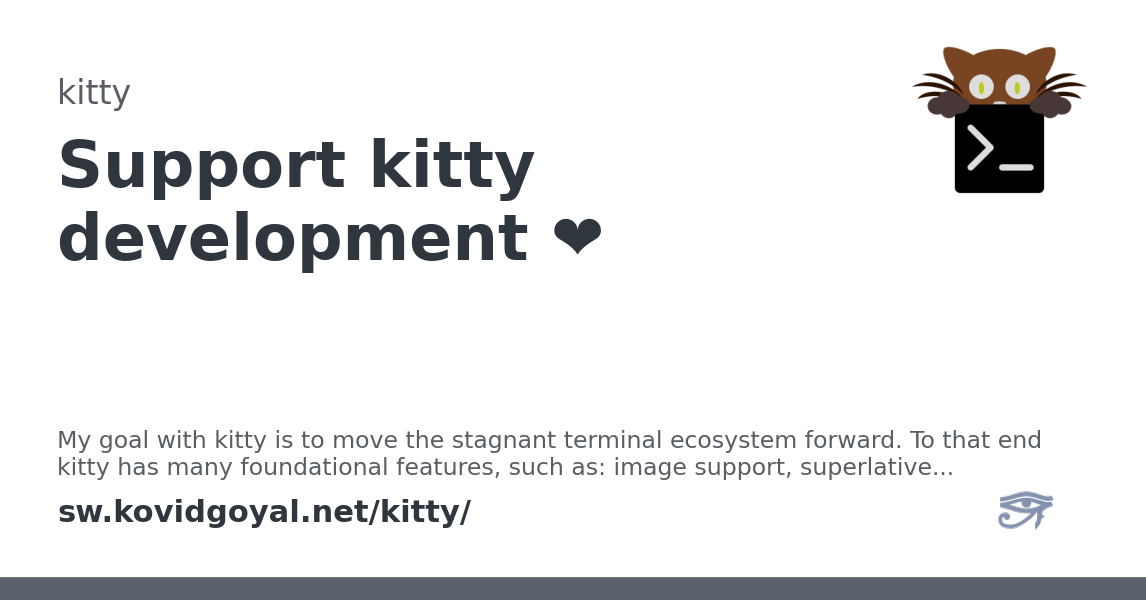 kitty
Support kitty
development ❤
My goal with kitty is to move the stagnant terminal ecosystem forward. To that end
kitty has many foundational features, such as: image support, superlative...
sw.kovidgoyal.net/kitty/